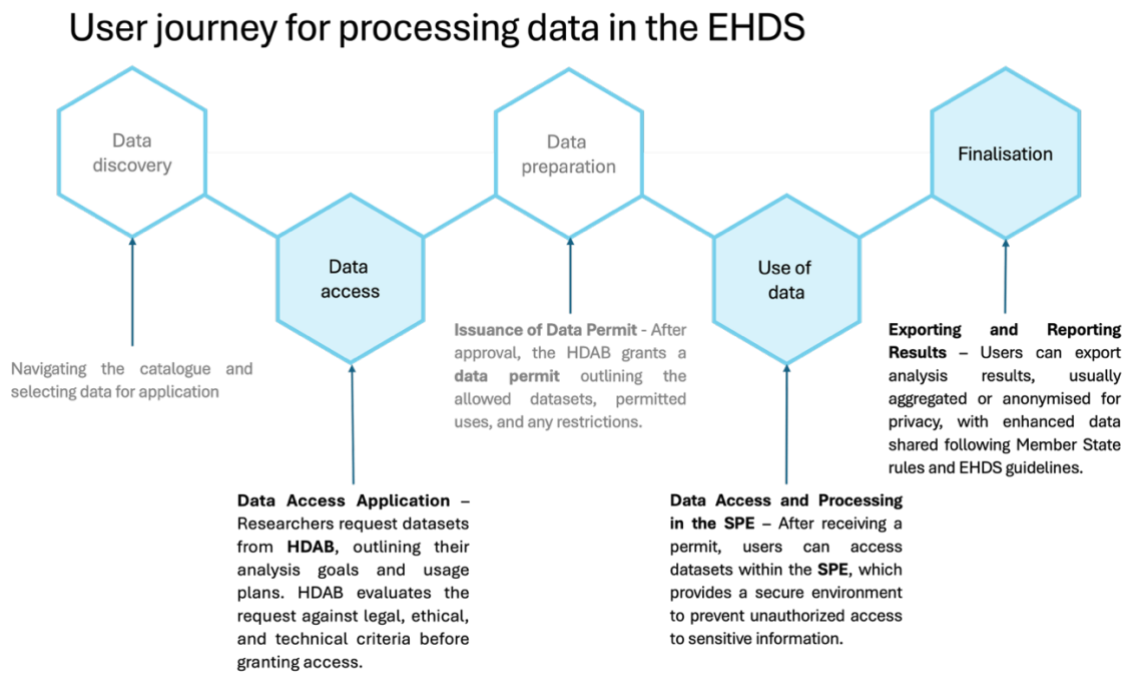 User journey for processing data in the EHDS
Data
discovery
Data
preparation
Finalisation
Data
access
Use of
data
Navigating the catalogue and
selecting data for application
Issuance of Data Permit - After
approval, the HDAB grants a
data permit outlining the
allowed datasets, permitted
uses, and any restrictions.
Exporting and Reporting
Results – Users can export
analysis results, usually
aggregated or anonymised for
privacy, with enhanced data
shared following Member State
rules and EHDS guidelines.
Data Access Application –
Researchers request datasets
from HDAB, outlining their
analysis goals and usage
plans. HDAB evaluates the
request against legal, ethical,
and technical criteria before
granting access.
Data Access and Processing
in the SPE – After receiving a
permit, users can access
datasets within the SPE, which
provides a secure environment
to prevent unauthorized access
to sensitive information.